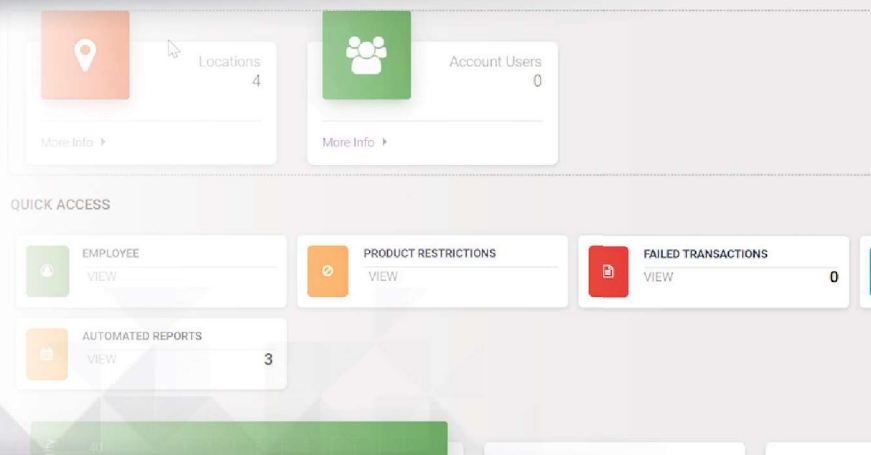 Locations
4
Account Users
0
More Info
More Info
QUICK ACCESS
EMPLOYEE
VIEW
PRODUCT RESTRICTIONS
VIEW
FAILED TRANSACTIONS
VIEW
0
AUTOMATED REPORTS
VIEW
3
40